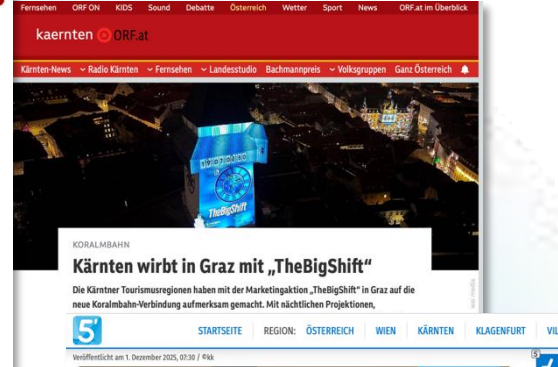 Fernsehen ORF ON KIDS Sound Debatte Österreich Wetter Sport News ORF.at im Überblick
kaernten ORF.at
Kärnten-News Radio Kärnten Fernsehen Landesstudio Bachmannpreis Volksgruppen Ganz Österreich
TheBigShift
KORALMBAHN
Kärnten wirbt in Graz mit „TheBigShift“
Die Kärntner Tourismusregionen haben mit der Marketingaktion „TheBigShift“ in Graz auf die
neue Koralmbahn-Verbindung aufmerksam gemacht. Mit nächtlichen Projektionen,
5' STARTSEITE REGION: ÖSTERREICH WIEN KÄRNTEN KLAGENFURT VIL
Veröffentlicht am 1. Dezember 2025, 07:30 / ©kk
5